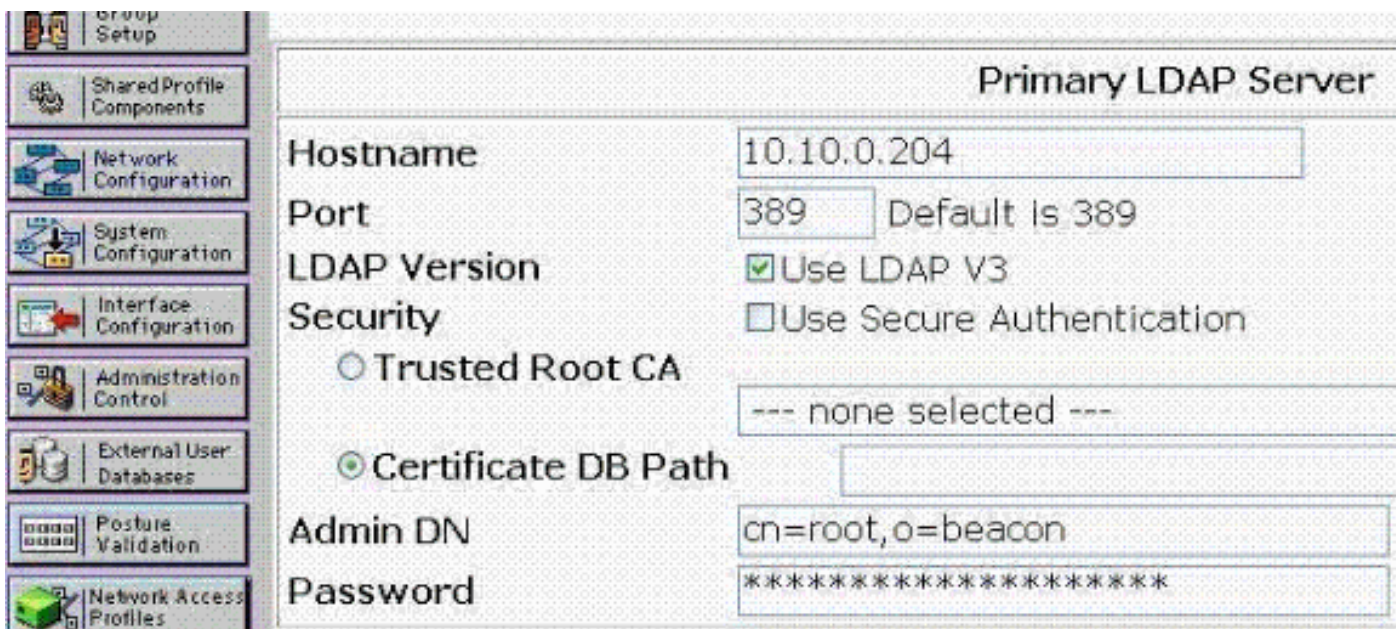 Group
Setup
Shared Profile
Components
Network
Configuration
System
Configuration
Interface
Configuration
Administration
Control
External User
Databases
Posture
Validation
Network Access
Profiles
Primary LDAP Server
Hostname 10.10.0.204
Port 389 Default is 389
LDAP Version Use LDAP V3
Security Use Secure Authentication
Trusted Root CA
--- none selected ---
Certificate DB Path
Admin DN cn=root,o=beacon
Password ********************